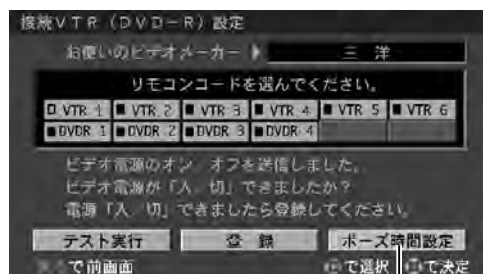 接続VTR(DVD-R)設定
お使いのビデオメーカー 三 洋
リモコンコードを選んでください。
VTR 1 VTR 2 VTR 3 VTR 4 VTR 5 VTR 6
DVDR 1 DVDR 2 DVDR 3 DVDR 4
ビデオ電源のオン オフを送信しました。
ビデオ電源が「入 切」できましたか?
電源「入 切」できましたら登録してください。
テスト実行 登 録 ポーズ時間設定
で前画面 で選択 で決定